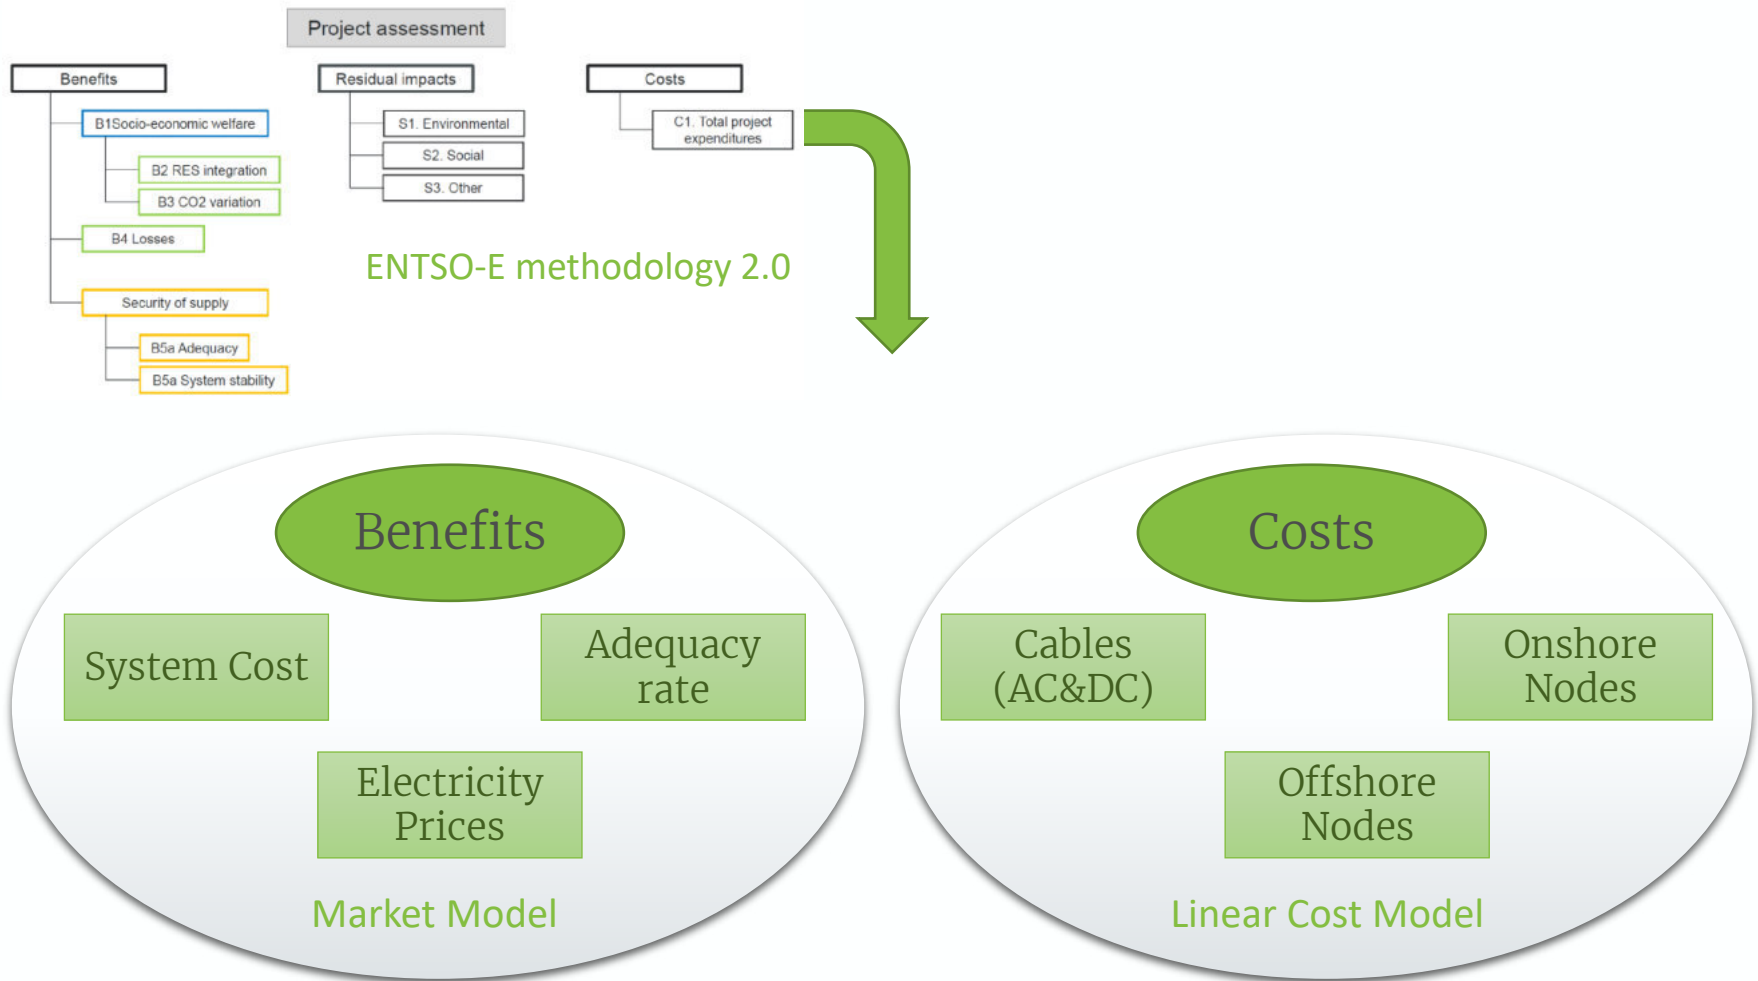 Project assessment
Benefits
B1Socio-economic welfare
B2 RES integration
B3 CO2 variation
B4 Losses
Security of supply
B5a Adequacy
B5a System stability
Residual impacts
S1. Environmental
S2. Social
S3. Other
Costs
C1. Total project
expenditures
ENTSO-E methodology 2.0
Benefits
System Cost
Adequacy
rate
Electricity
Prices
Market Model
Costs
Cables
(AC&DC)
Onshore
Nodes
Offshore
Nodes
Linear Cost Model